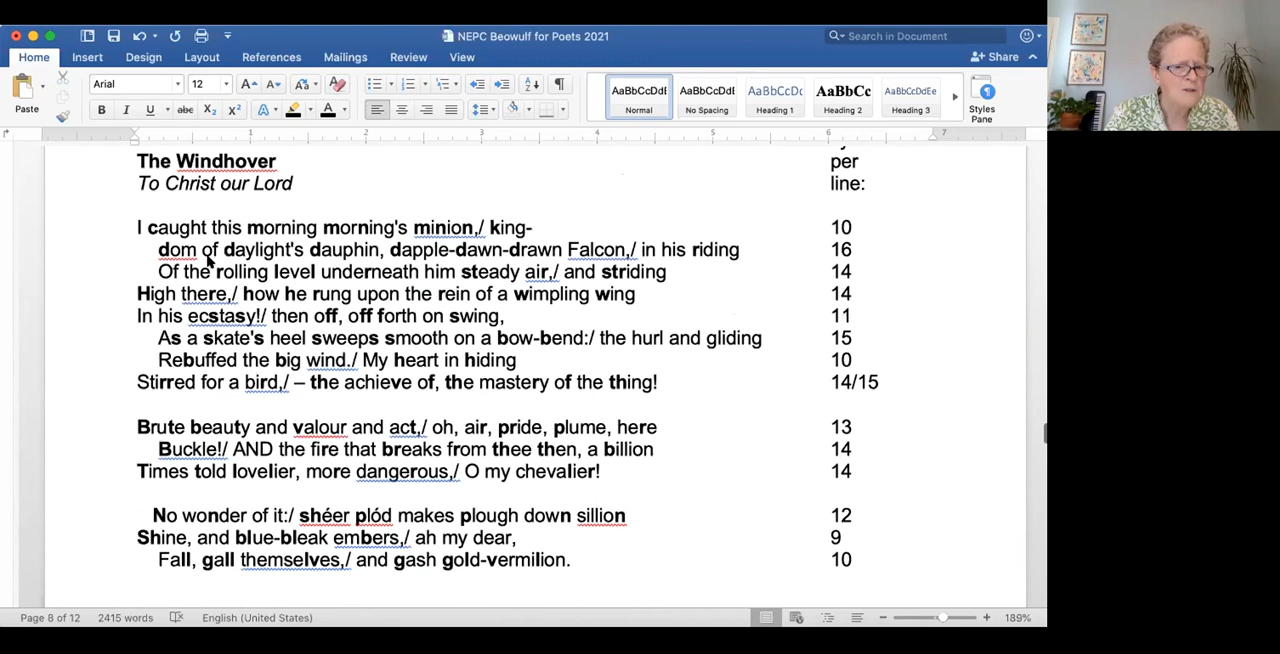 NEPC Beowulf for Poets 2021
Search in Document
Home Insert Design Layout References Mailings Review View Share
Paste
Arial 12
AaBbCcDdE AaBbCcDdE AaBbCcDc AaBbCc AaBbCcDdEe
Normal No Spacing Heading 1 Heading 2 Heading 3
Styles Pane
1 2 3 4 5 6 7
The Windhover per
To Christ our Lord line:
I caught this morning morning's minion,/ king- 10
dom of daylight's dauphin, dapple-dawn-drawn Falcon,/ in his riding 16
Of the rolling level underneath him steady air,/ and striding 14
High there,/ how he rung upon the rein of a wimpling wing 14
In his ecstasy!/ then off, off forth on swing, 11
As a skate's heel sweeps smooth on a bow-bend:/ the hurl and gliding 15
Rebuffed the big wind./ My heart in hiding 10
Stirred for a bird,/ – the achieve of, the mastery of the thing! 14/15
Brute beauty and valour and act,/ oh, air, pride, plume, here 13
Buckle!/ AND the fire that breaks from thee then, a billion 14
Times told lovelier, more dangerous,/ O my chevalier! 14
No wonder of it:/ shéer plód makes plough down sillion 12
Shine, and blue-bleak embers,/ ah my dear, 9
Fall, gall themselves,/ and gash gold-vermilion. 10
Page 8 of 12 2415 words English (United States) 189%